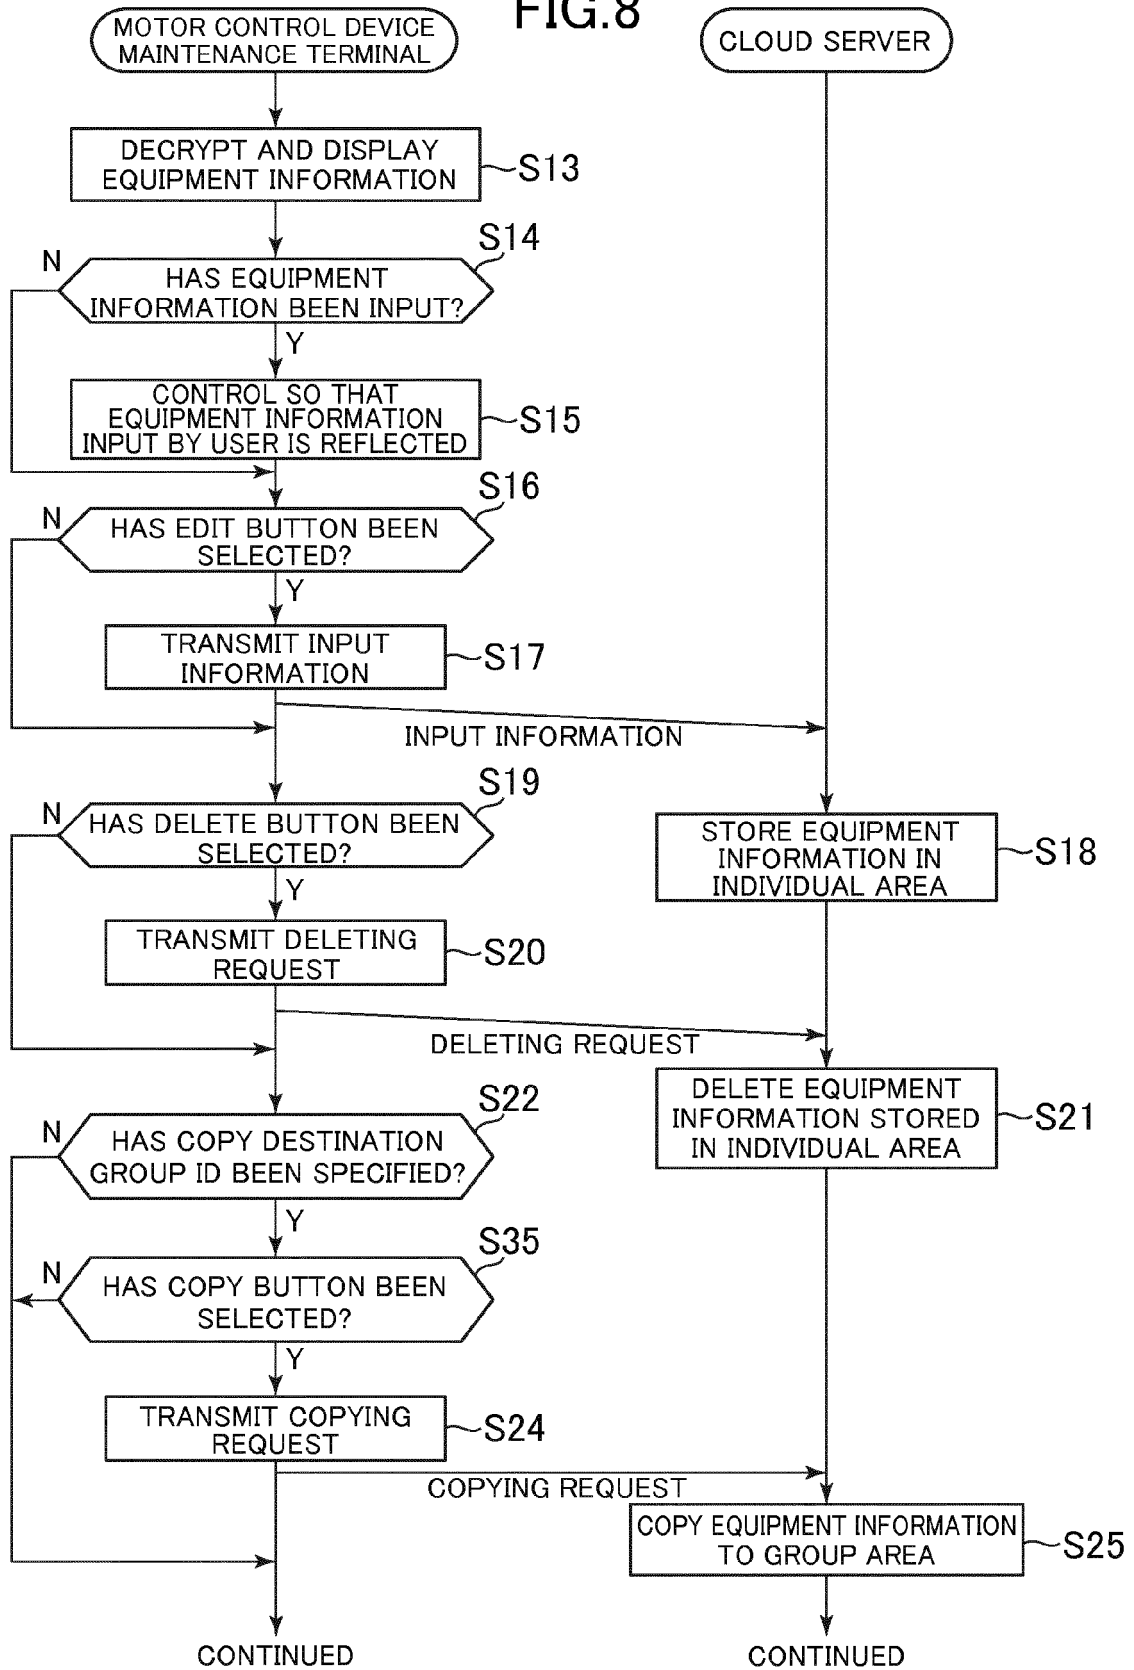 FIG.8
MOTOR CONTROL DEVICE
MAINTENANCE TERMINAL
CLOUD SERVER
DECRYPT AND DISPLAY
EQUIPMENT INFORMATION
S13
S14
N
HAS EQUIPMENT
INFORMATION BEEN INPUT?
Y
CONTROL SO THAT
EQUIPMENT INFORMATION
INPUT BY USER IS REFLECTED
S15
S16
N
HAS EDIT BUTTON BEEN
SELECTED?
Y
TRANSMIT INPUT
INFORMATION
S17
INPUT INFORMATION
S19
N
HAS DELETE BUTTON BEEN
SELECTED?
STORE EQUIPMENT
INFORMATION IN
INDIVIDUAL AREA
S18
Y
TRANSMIT DELETING
REQUEST
S20
DELETING REQUEST
S22
N
HAS COPY DESTINATION
GROUP ID BEEN SPECIFIED?
DELETE EQUIPMENT
INFORMATION STORED
IN INDIVIDUAL AREA
S21
Y
S35
N
HAS COPY BUTTON BEEN
SELECTED?
Y
TRANSMIT COPYING
REQUEST
S24
COPYING REQUEST
COPY EQUIPMENT INFORMATION
TO GROUP AREA
S25
CONTINUED
CONTINUED